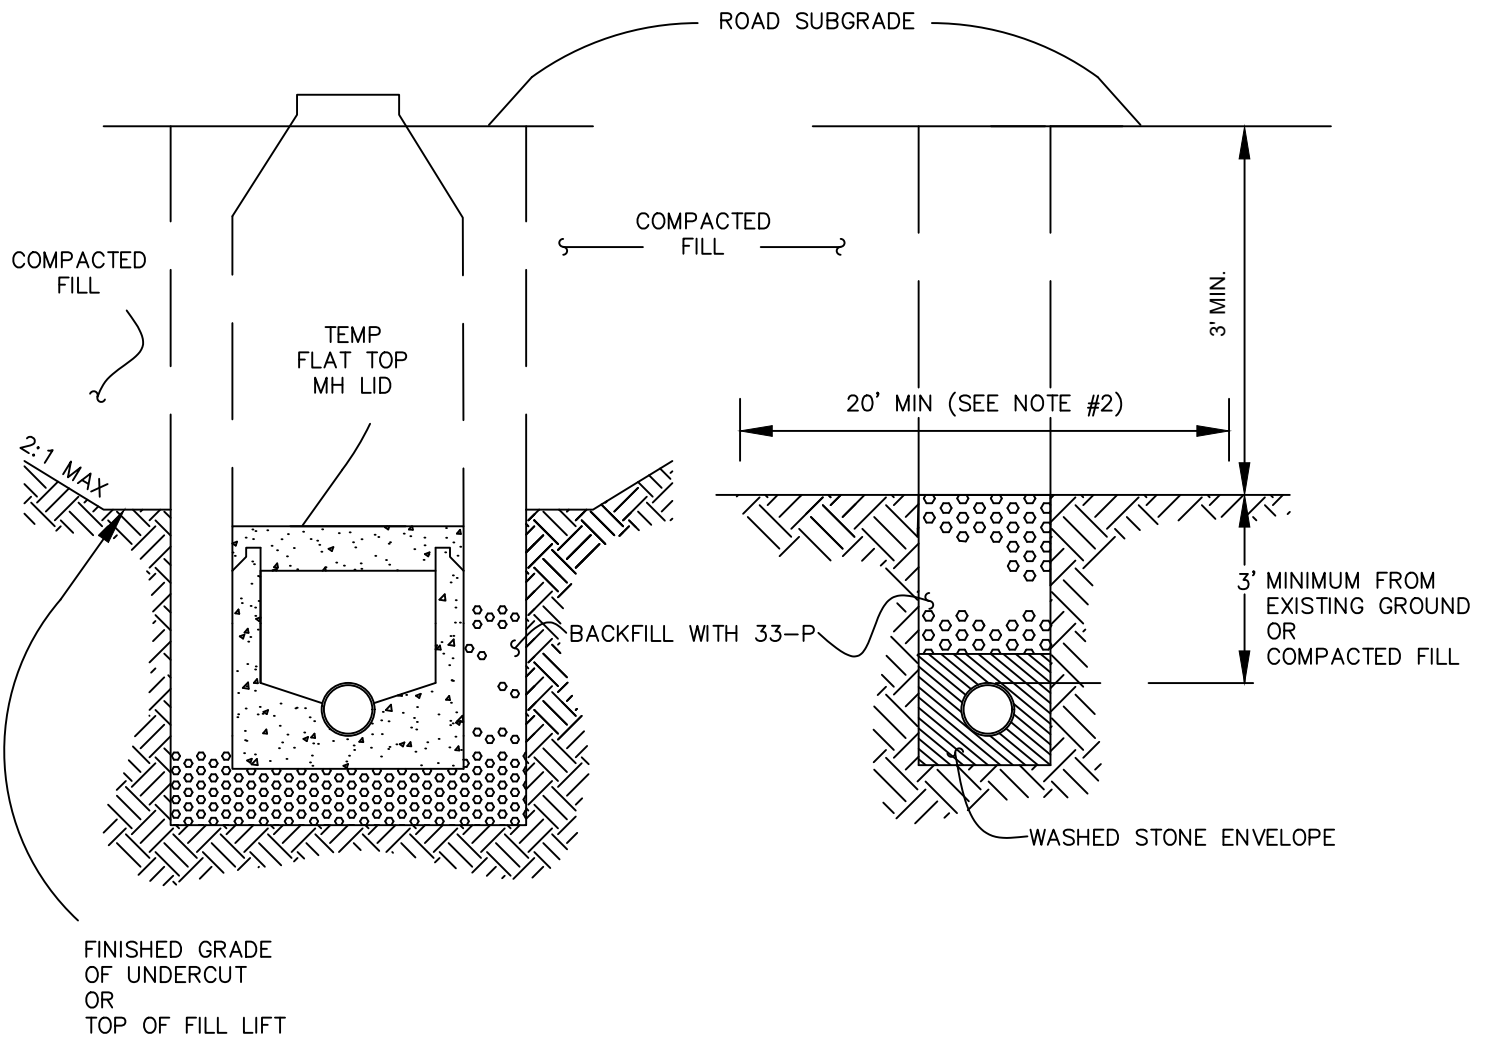 ROAD SUBGRADE
COMPACTED
FILL
COMPACTED
FILL
3' MIN.
TEMP
FLAT TOP
MH LID
20' MIN (SEE NOTE #2)
2:1 MAX
3' MINIMUM FROM
EXISTING GROUND
OR
COMPACTED FILL
BACKFILL WITH 33-P
WASHED STONE ENVELOPE
FINISHED GRADE
OF UNDERCUT
OR
TOP OF FILL LIFT